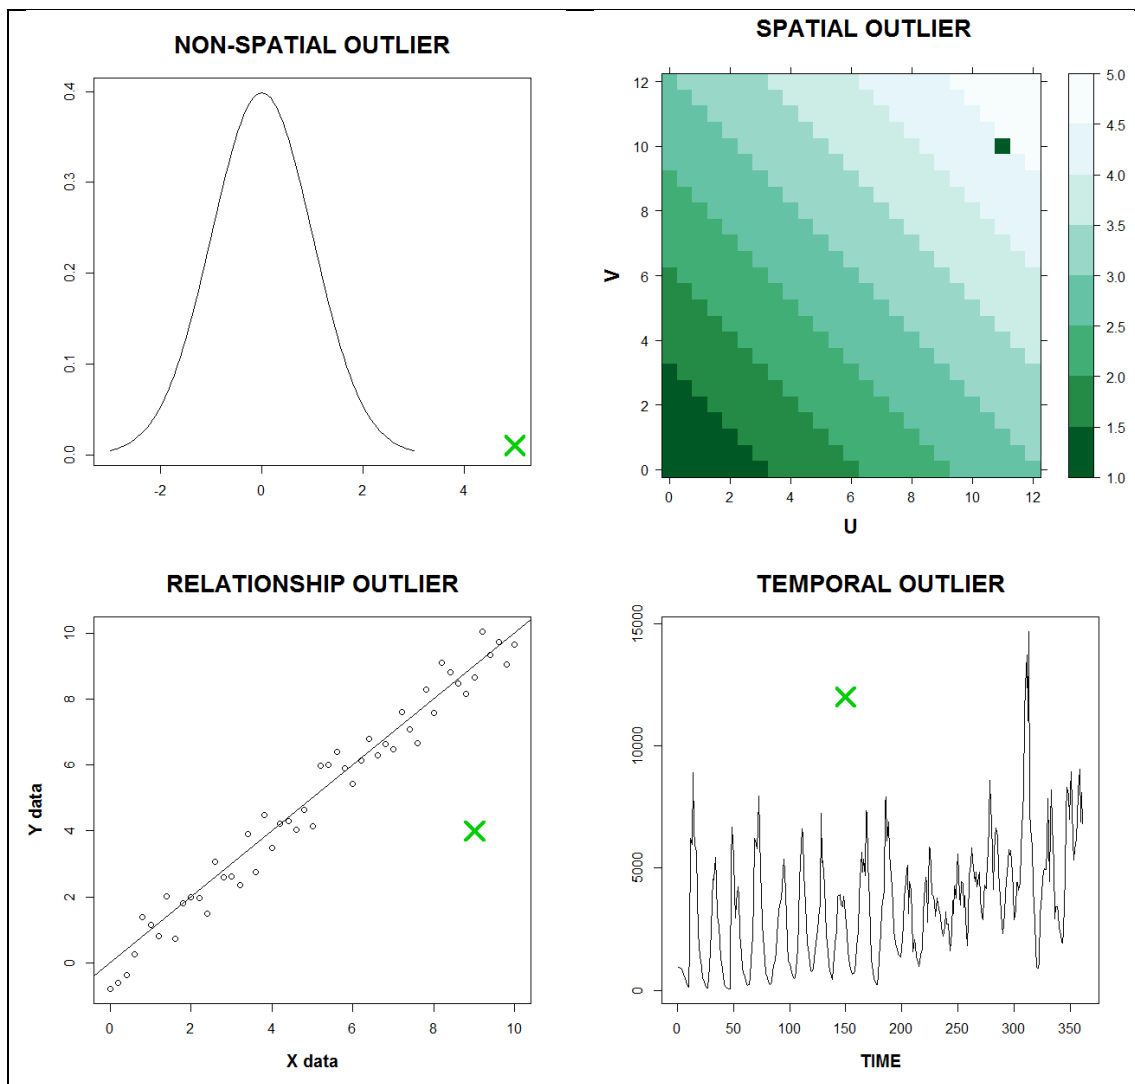 NON-SPATIAL OUTLIER
0.4
0.3
0.2
0.1
0.0
-2 0 2 4
SPATIAL OUTLIER
12
10
8
6
4
2
0
V
0 2 4 6 8 10 12
U
5.0
4.5
4.0
3.5
3.0
2.5
2.0
1.5
1.0
RELATIONSHIP OUTLIER
10
8
6
4
2
0
Y data
0 2 4 6 8 10
X data
TEMPORAL OUTLIER
15000
10000
5000
0
0 50 100 150 200 250 300 350
TIME